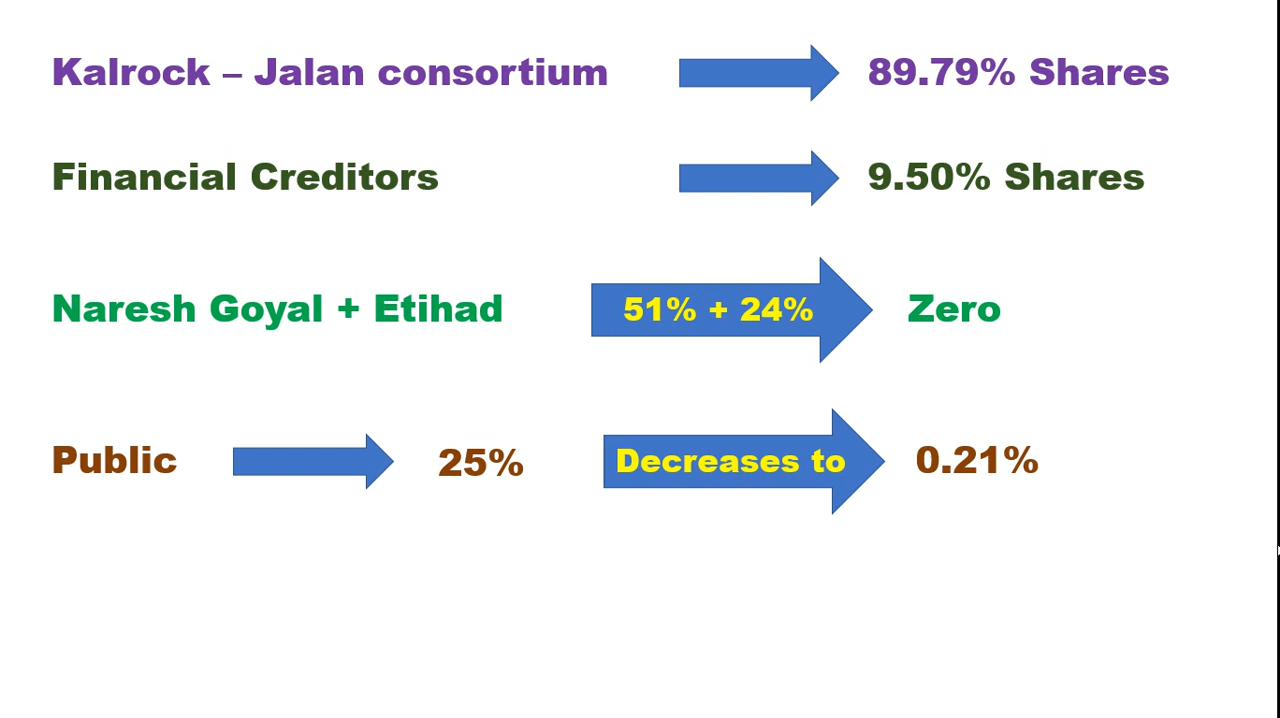 Kalrock – Jalan consortium 89.79% Shares
Financial Creditors 9.50% Shares
Naresh Goyal + Etihad 51% + 24% Zero
Public 25% Decreases to 0.21%